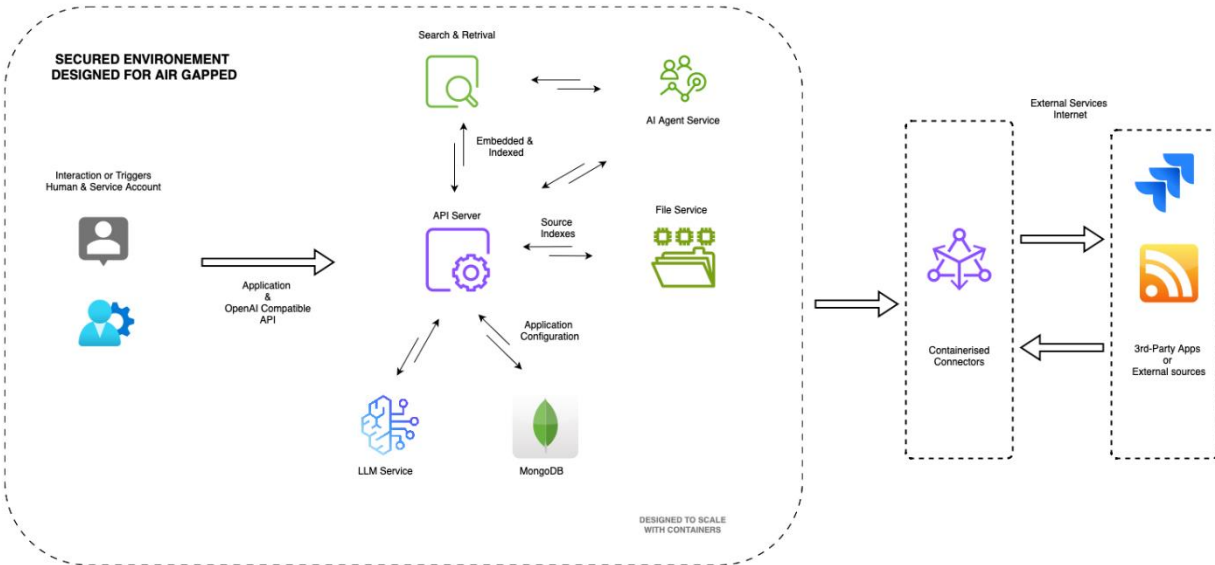 SECURED ENVIRONEMENT
DESIGNED FOR AIR GAPPED
Search & Retrival
AI Agent Service
Embedded &
Indexed
Interaction or Triggers
Human & Service Account
API Server
Source
Indexes
File Service
Application
&
OpenAI Compatible
API
Application
Configuration
LLM Service
MongoDB
DESIGNED TO SCALE
WITH CONTAINERS
External Services
Internet
Containerised
Connectors
3rd-Party Apps
or
External sources